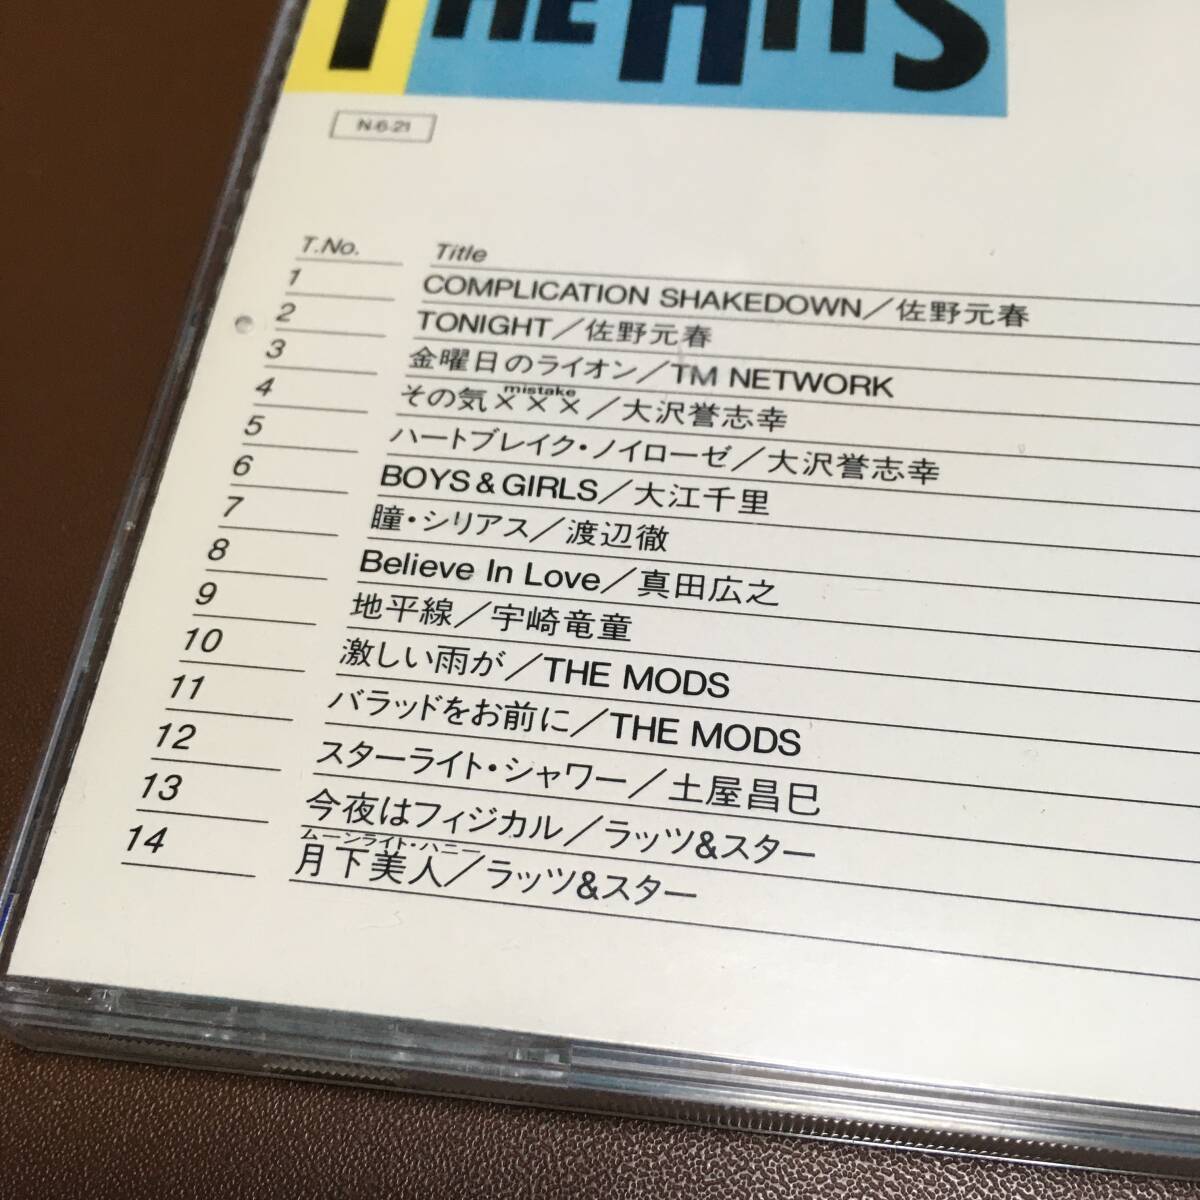 THE HITS
N-6-21
T.No. Title
1 COMPLICATION SHAKEDOWN／佐野元春
2 TONIGHT／佐野元春
3 金曜日のライオン／TM NETWORK
mistake
4 その気×××／大沢誉志幸
5 ハートブレイク・ノイローゼ／大沢誉志幸
6 BOYS & GIRLS／大江千里
7 瞳・シリアス／渡辺徹
8 Believe In Love／真田広之
9 地平線／宇崎竜童
10 激しい雨が／THE MODS
11 バラッドをお前に／THE MODS
12 スターライト・シャワー／土屋昌巳
13 今夜はフィジカル／ラッツ&スター
ムーンライト・ハニー
14 月下美人／ラッツ&スター